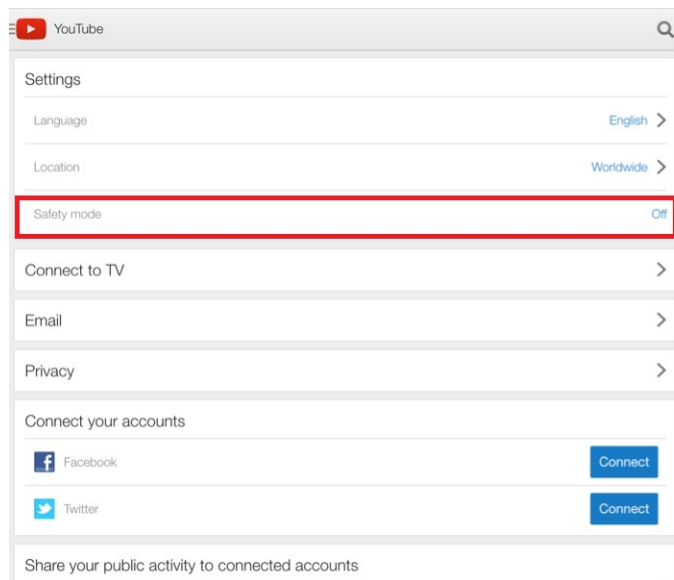 YouTube
Settings
Language English
Location Worldwide
Safety mode Off
Connect to TV
Email
Privacy
Connect your accounts
Facebook Connect
Twitter Connect
Share your public activity to connected accounts